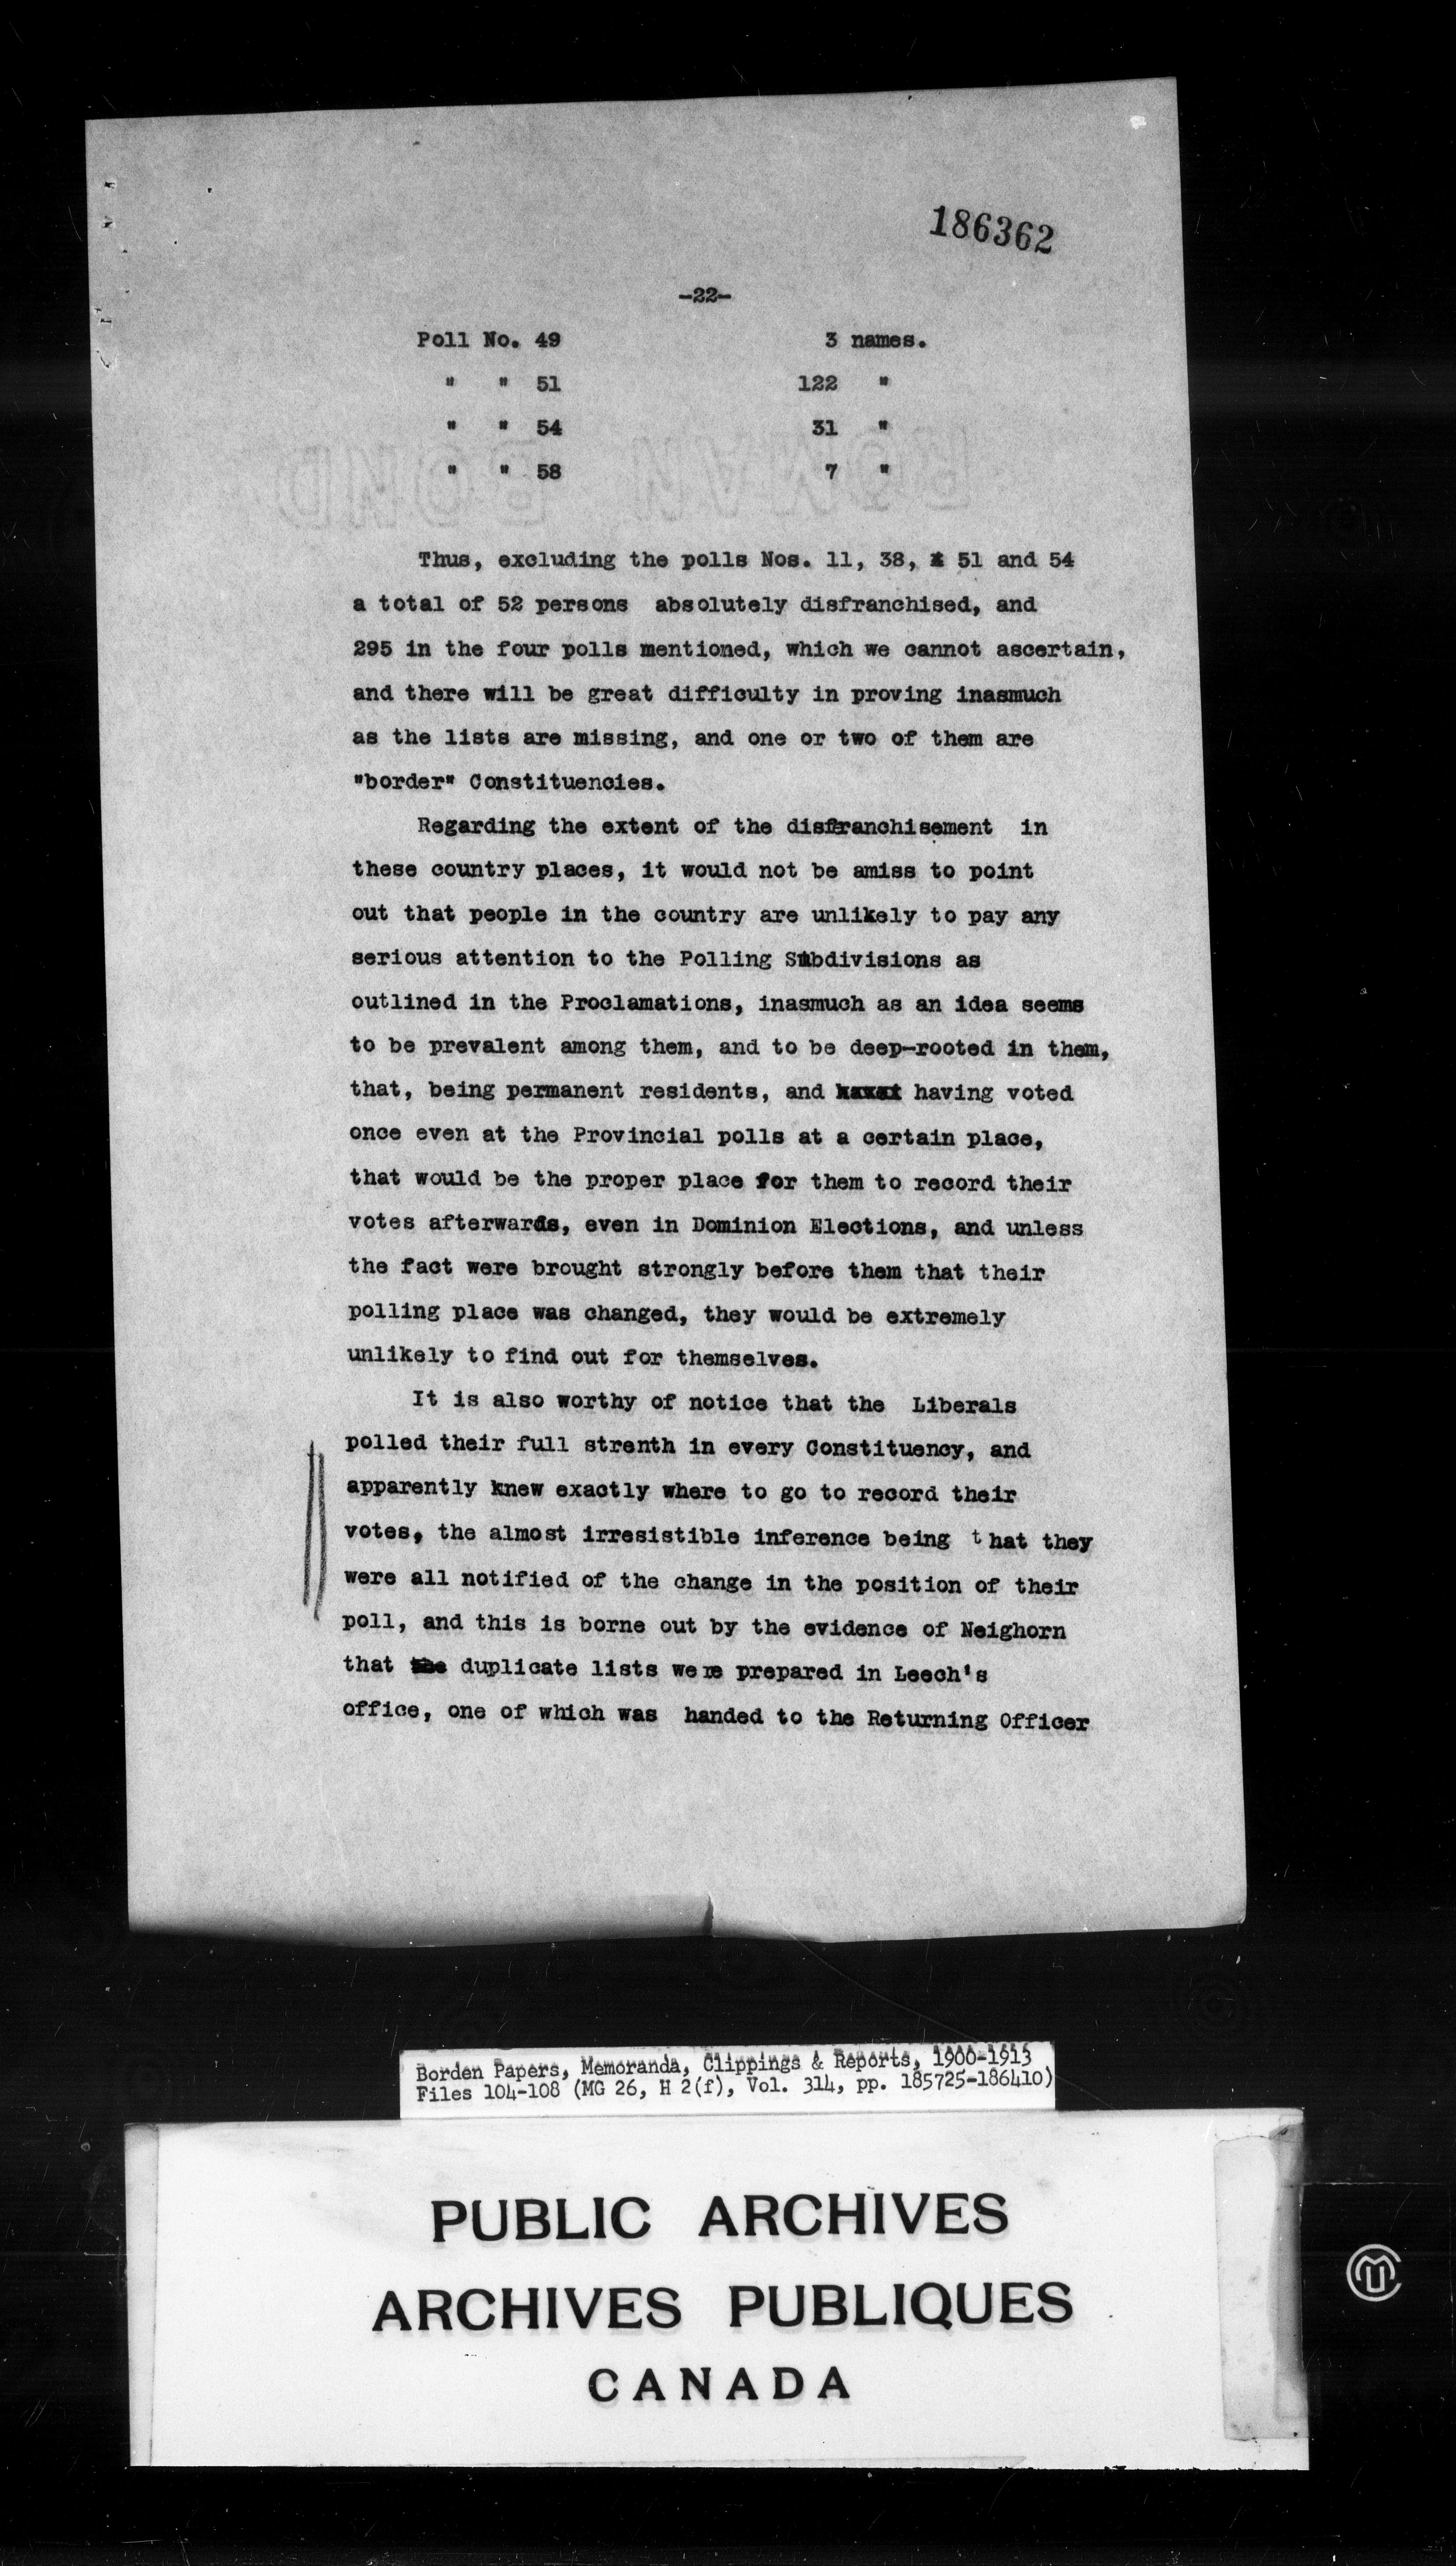 186362
-22-
Poll No. 49 3 names.
" " 51 122 "
" " 54 31 "
" " 58 7 "
Thus, excluding the polls Nos. 11, 38, 51 and 54
a total of 52 persons absolutely disfranchised, and
295 in the four polls mentioned, which we cannot ascertain,
and there will be great difficulty in proving inasmuch
as the lists are missing, and one or two of them are
"border" Constituencies.
Regarding the extent of the disfranchisement in
these country places, it would not be amiss to point
out that people in the country are unlikely to pay any
serious attention to the Polling Subdivisions as
outlined in the Proclamations, inasmuch as an idea seems
to be prevalent among them, and to be deep-rooted in them,
that, being permanent residents, and having voted
once even at the Provincial polls at a certain place,
that would be the proper place for them to record their
votes afterwards, even in Dominion Elections, and unless
the fact were brought strongly before them that their
polling place was changed, they would be extremely
unlikely to find out for themselves.
It is also worthy of notice that the Liberals
polled their full strenth in every Constituency, and
apparently knew exactly where to go to record their
votes, the almost irresistible inference being t hat they
were all notified of the change in the position of their
poll, and this is borne out by the evidence of Neighorn
that the duplicate lists were prepared in Leech's
office, one of which was handed to the Returning Officer
Borden Papers, Memoranda, Clippings & Reports, 1900-1913
Files 104-108 (MG 26, H 2(f), Vol. 314, pp. 185725-186410)
PUBLIC ARCHIVES
ARCHIVES PUBLIQUES
CANADA